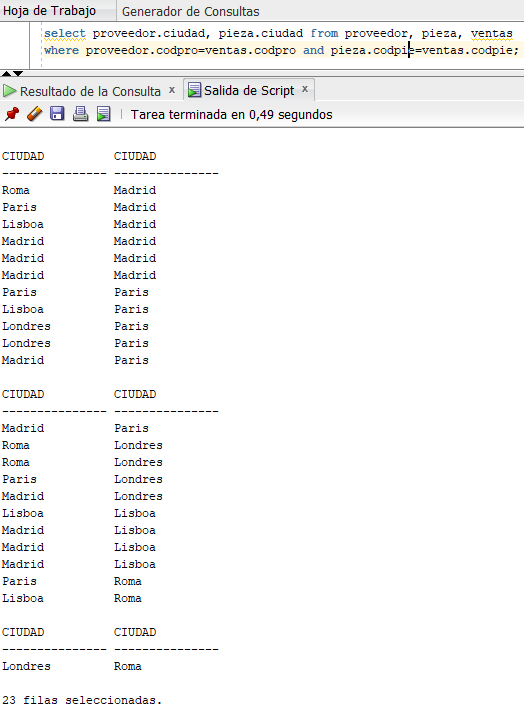 Hoja de Trabajo Generador de Consultas
select proveedor.ciudad, pieza.ciudad from proveedor, pieza, ventas
where proveedor.codpro=ventas.codpro and pieza.codpie=ventas.codpie;
Resultado de la Consulta x Salida de Script x
Tarea terminada en 0,49 segundos
CIUDAD CIUDAD
--------------- ---------------
Roma Madrid
Paris Madrid
Lisboa Madrid
Madrid Madrid
Madrid Madrid
Madrid Madrid
Paris Paris
Lisboa Paris
Londres Paris
Londres Paris
Madrid Paris
CIUDAD CIUDAD
--------------- ---------------
Madrid Paris
Roma Londres
Roma Londres
Paris Londres
Madrid Londres
Lisboa Lisboa
Madrid Lisboa
Madrid Lisboa
Madrid Lisboa
Paris Roma
Lisboa Roma
CIUDAD CIUDAD
--------------- ---------------
Londres Roma
23 filas seleccionadas.